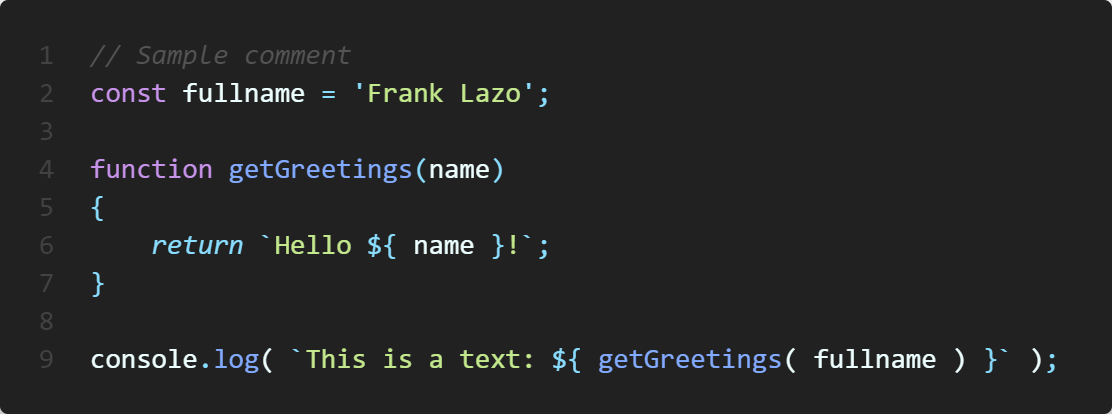 1 // Sample comment
2 const fullname = 'Frank Lazo';
3
4 function getGreetings(name)
5 {
6     return `Hello ${ name }!`;
7 }
8
9 console.log( `This is a text: ${ getGreetings( fullname ) }` );